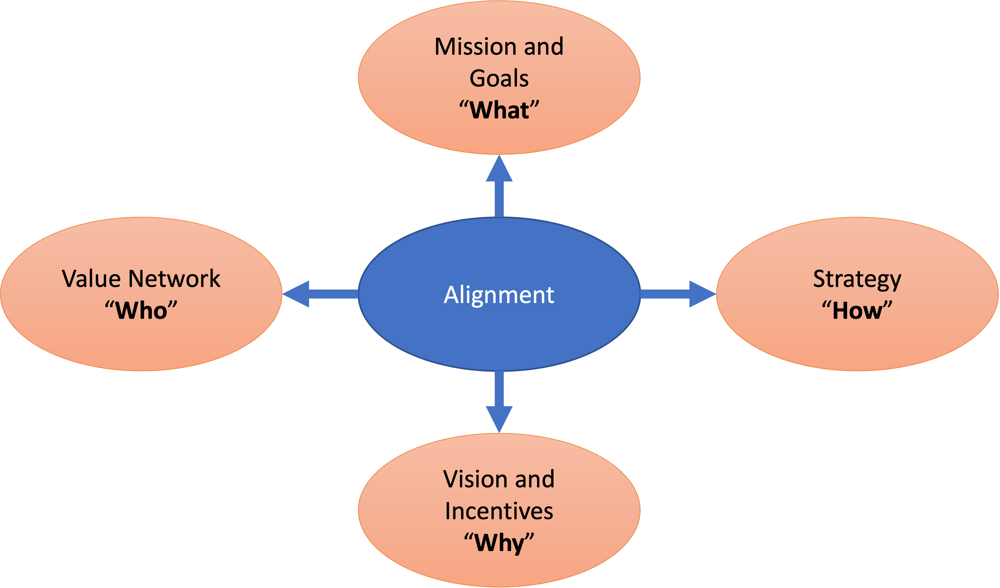 Mission and
Goals
“What”
Value Network
“Who”
Alignment
Strategy
“How”
Vision and
Incentives
“Why”